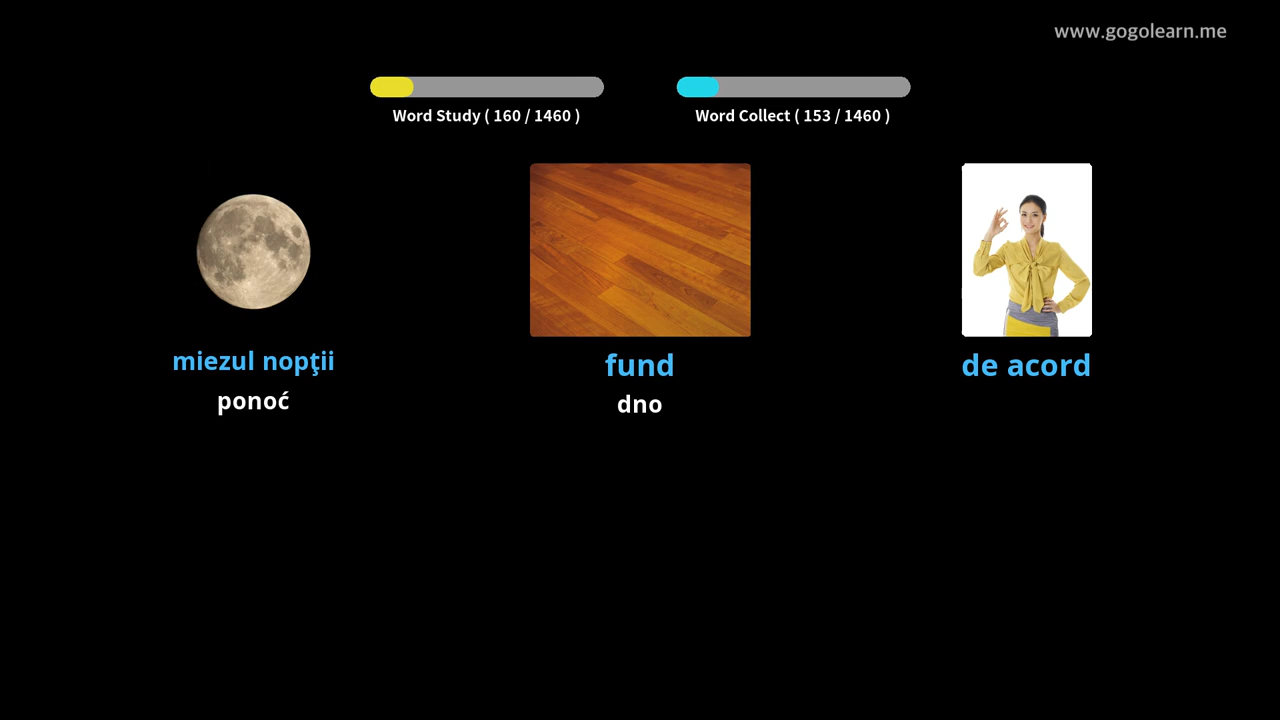 www.gogolearn.me
Word Study ( 160 / 1460 )
Word Collect ( 153 / 1460 )
miezul nopţii
ponoć
fund
dno
de acord